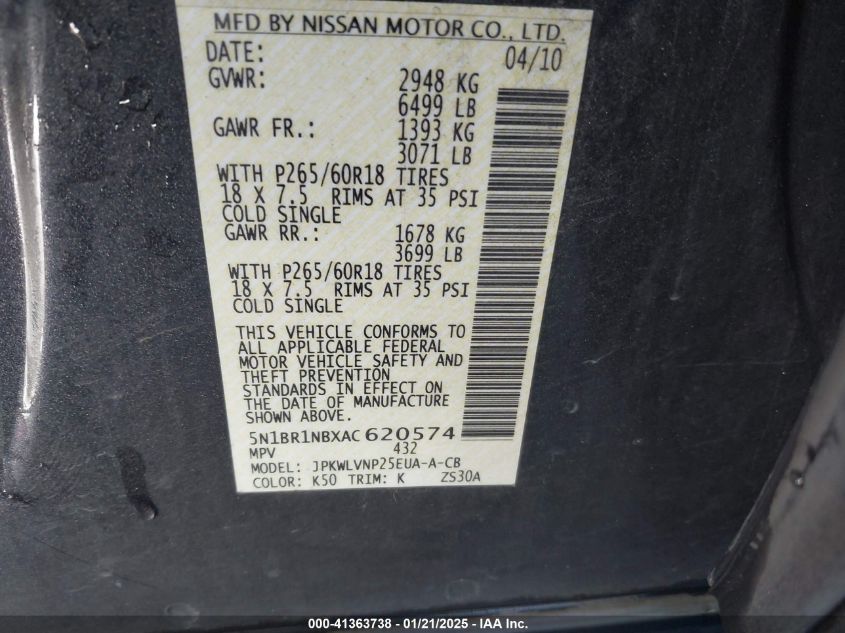 MFD BY NISSAN MOTOR CO., LTD.
DATE: 04/10
GVWR: 2948 KG
6499 LB
GAWR FR.: 1393 KG
3071 LB
WITH P265/60R18 TIRES
18 X 7.5 RIMS AT 35 PSI
COLD SINGLE
GAWR RR.: 1678 KG
3699 LB
WITH P265/60R18 TIRES
18 X 7.5 RIMS AT 35 PSI
COLD SINGLE
THIS VEHICLE CONFORMS TO
ALL APPLICABLE FEDERAL
MOTOR VEHICLE SAFETY AND
THEFT PREVENTION
STANDARDS IN EFFECT ON
THE DATE OF MANUFACTURE
SHOWN ABOVE.
5N1BR1NBXAC620574
MPV 432
MODEL: JPKWLVNP25EUA-A-CB
COLOR: K50 TRIM: K ZS30A
000-41363738 - 01/21/2025 - IPA Krc Inc.